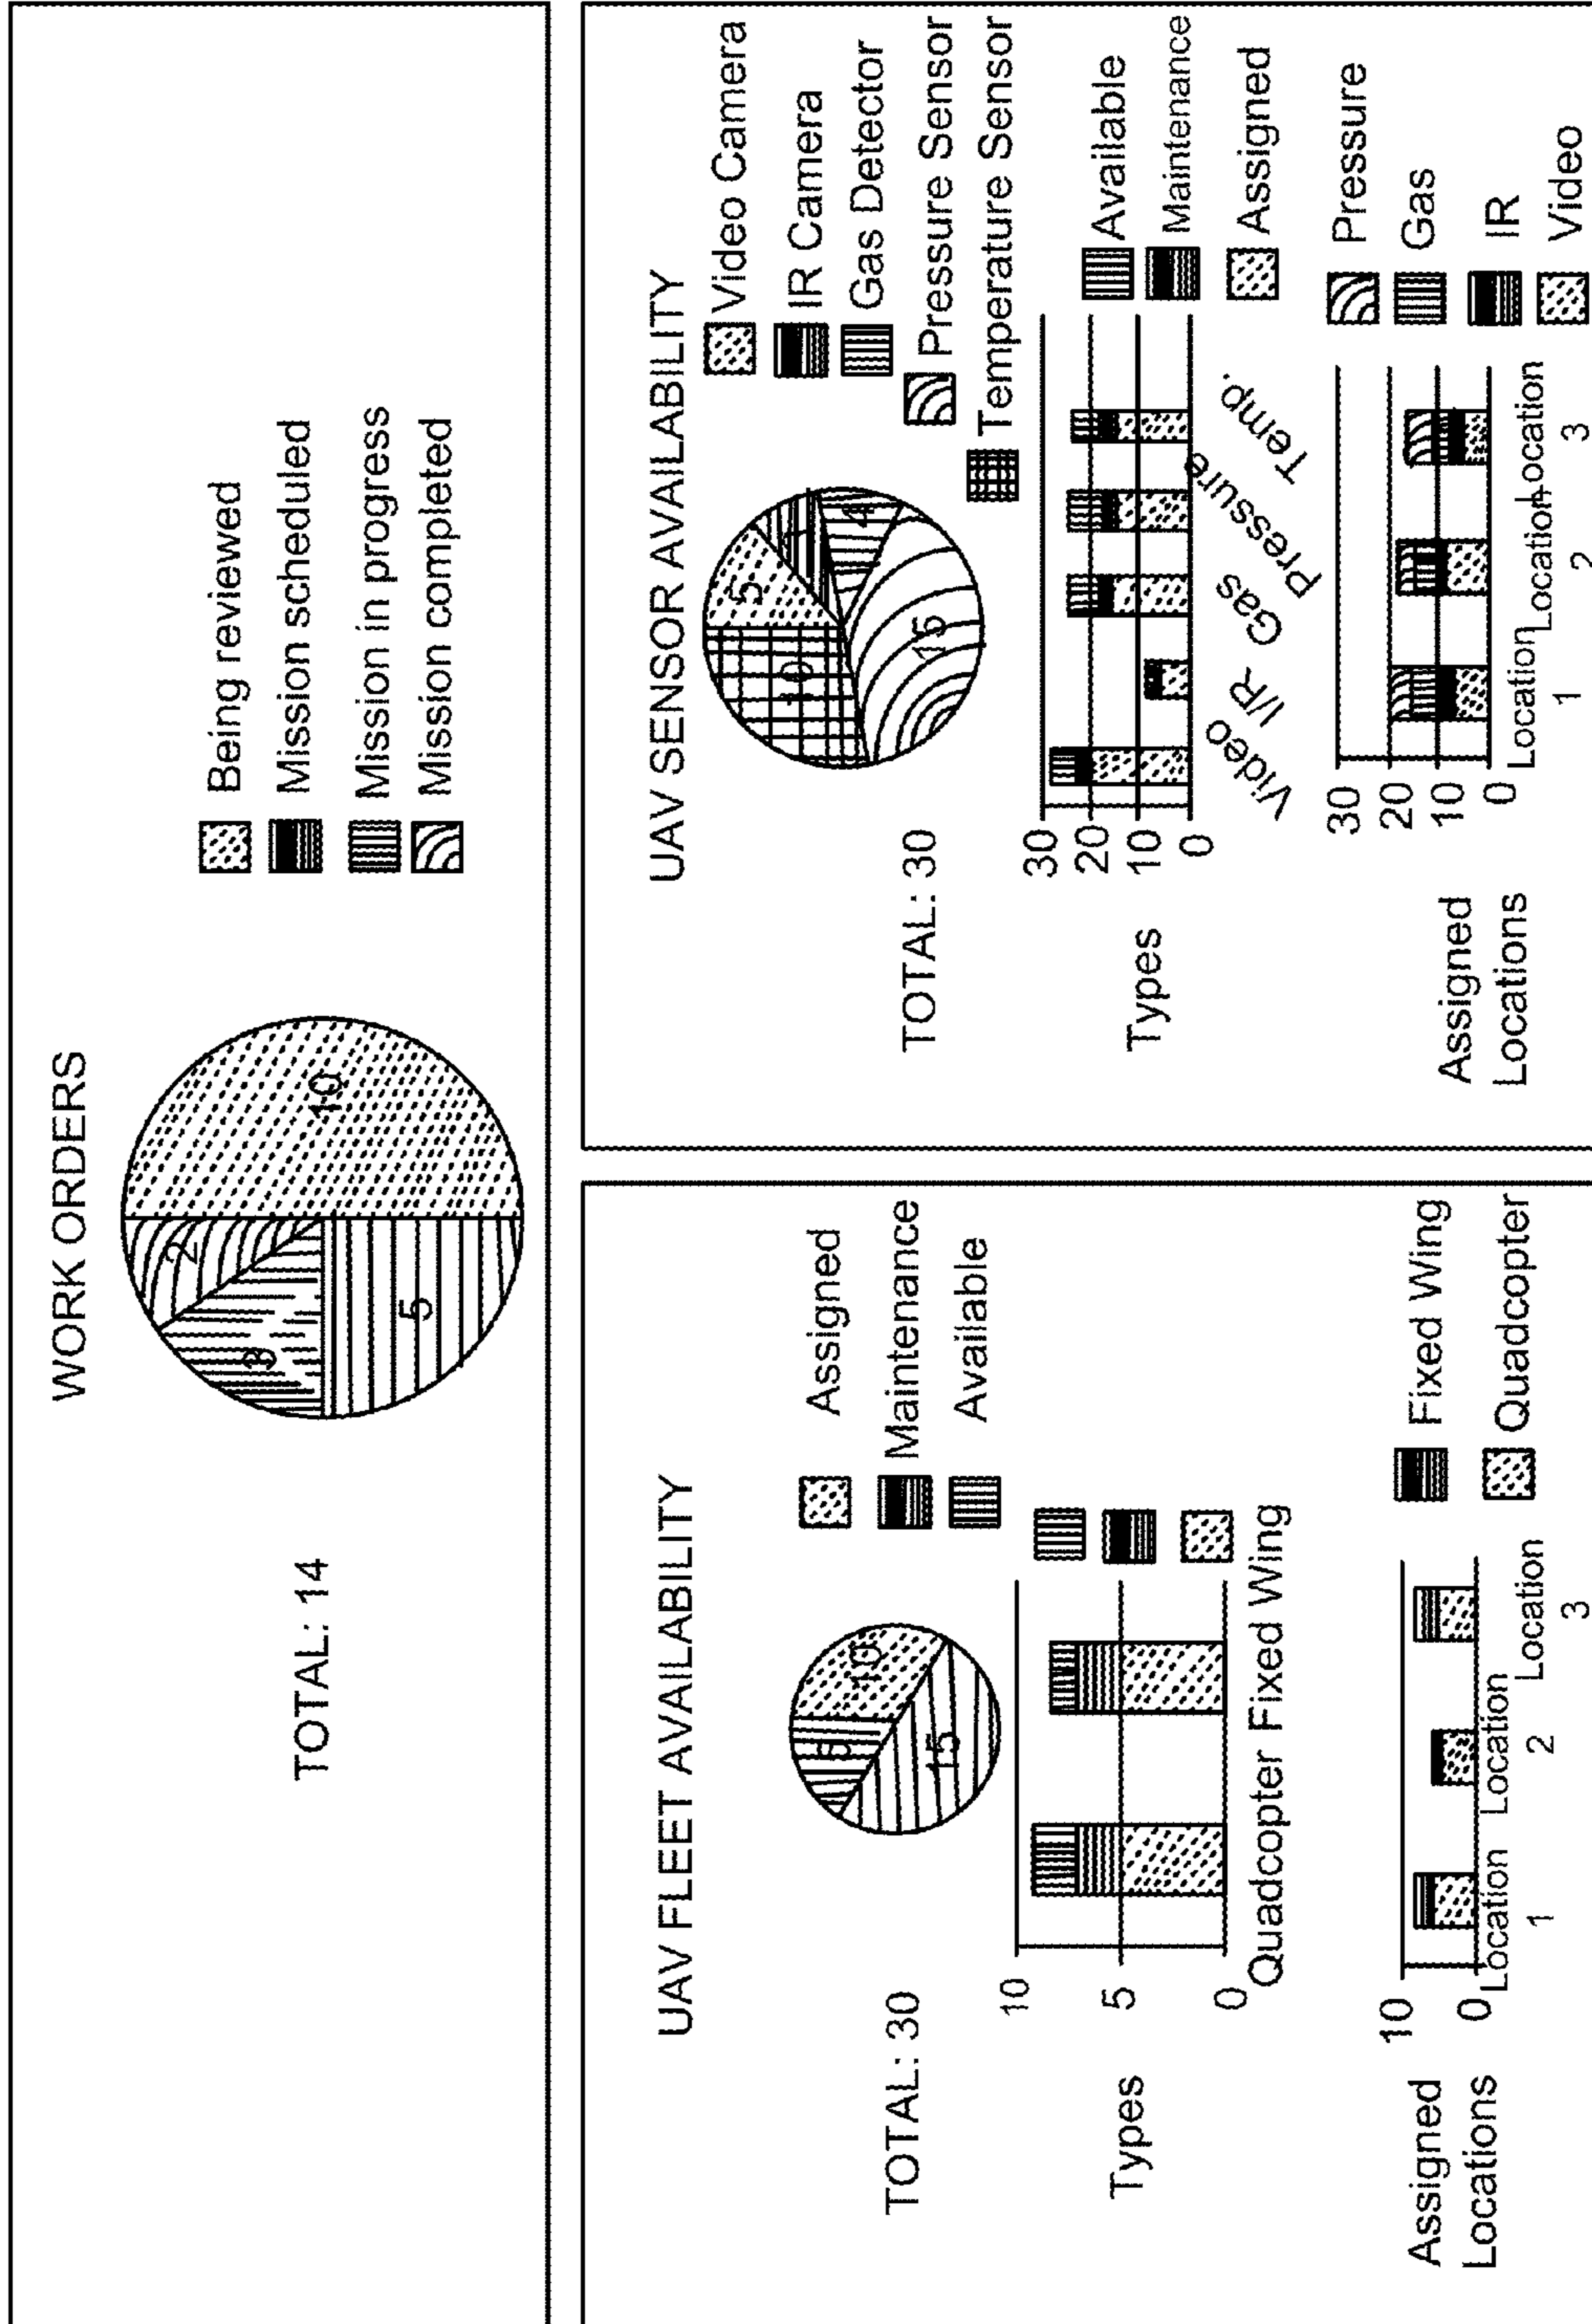 WORK ORDERS
TOTAL: 14
10
5
3
2
Being reviewed
Mission scheduled
Mission in progress
Mission completed
UAV FLEET AVAILABILITY
TOTAL: 30
10
15
5
Assigned
Maintenance
Available
Types
10
5
0
Quadcopter Fixed Wing
Assigned
Locations
10
0
Location 1
Location 2
Location 3
Fixed Wing
Quadcopter
UAV SENSOR AVAILABILITY
TOTAL: 30
5
4
15
10
Video Camera
IR Camera
Gas Detector
Pressure Sensor
Temperature Sensor
Types
30
20
10
0
Video
I/R
Gas
Pressure
Temp.
Available
Maintenance
Assigned
Assigned
Locations
30
20
10
0
Location 1
Location 2
Location 3
Pressure
Gas
IR
Video